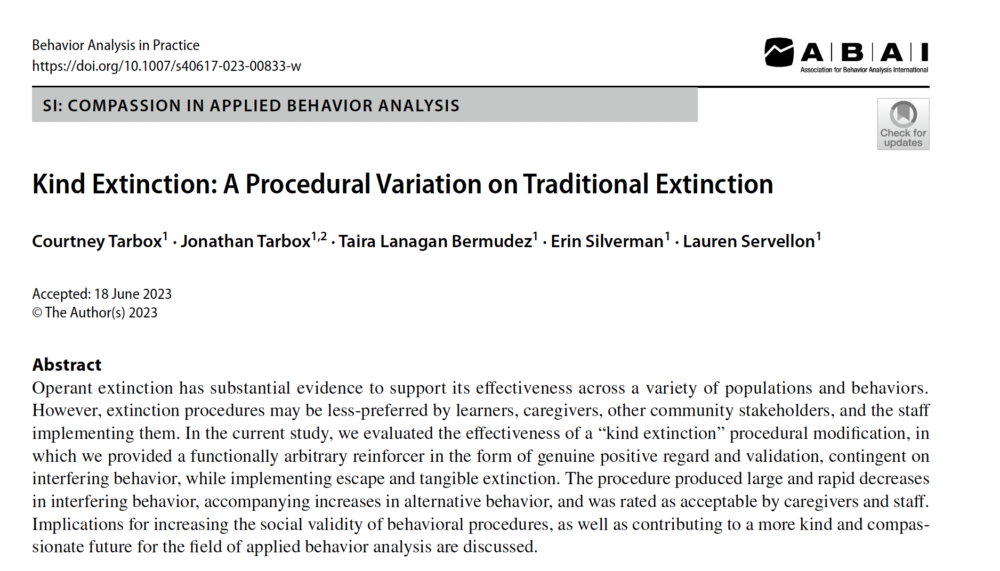 Behavior Analysis in Practice
https://doi.org/10.1007/s40617-023-00833-w
A|B|A|I
Association for Behavior Analysis International
SI: COMPASSION IN APPLIED BEHAVIOR ANALYSIS
Check for
updates
Kind Extinction: A Procedural Variation on Traditional Extinction
Courtney Tarbox1 · Jonathan Tarbox1,2 · Taira Lanagan Bermudez1 · Erin Silverman1 · Lauren Servellon1
Accepted: 18 June 2023
© The Author(s) 2023
Abstract
Operant extinction has substantial evidence to support its effectiveness across a variety of populations and behaviors.
However, extinction procedures may be less-preferred by learners, caregivers, other community stakeholders, and the staff
implementing them. In the current study, we evaluated the effectiveness of a “kind extinction” procedural modification, in
which we provided a functionally arbitrary reinforcer in the form of genuine positive regard and validation, contingent on
interfering behavior, while implementing escape and tangible extinction. The procedure produced large and rapid decreases
in interfering behavior, accompanying increases in alternative behavior, and was rated as acceptable by caregivers and staff.
Implications for increasing the social validity of behavioral procedures, as well as contributing to a more kind and compas-
sionate future for the field of applied behavior analysis are discussed.